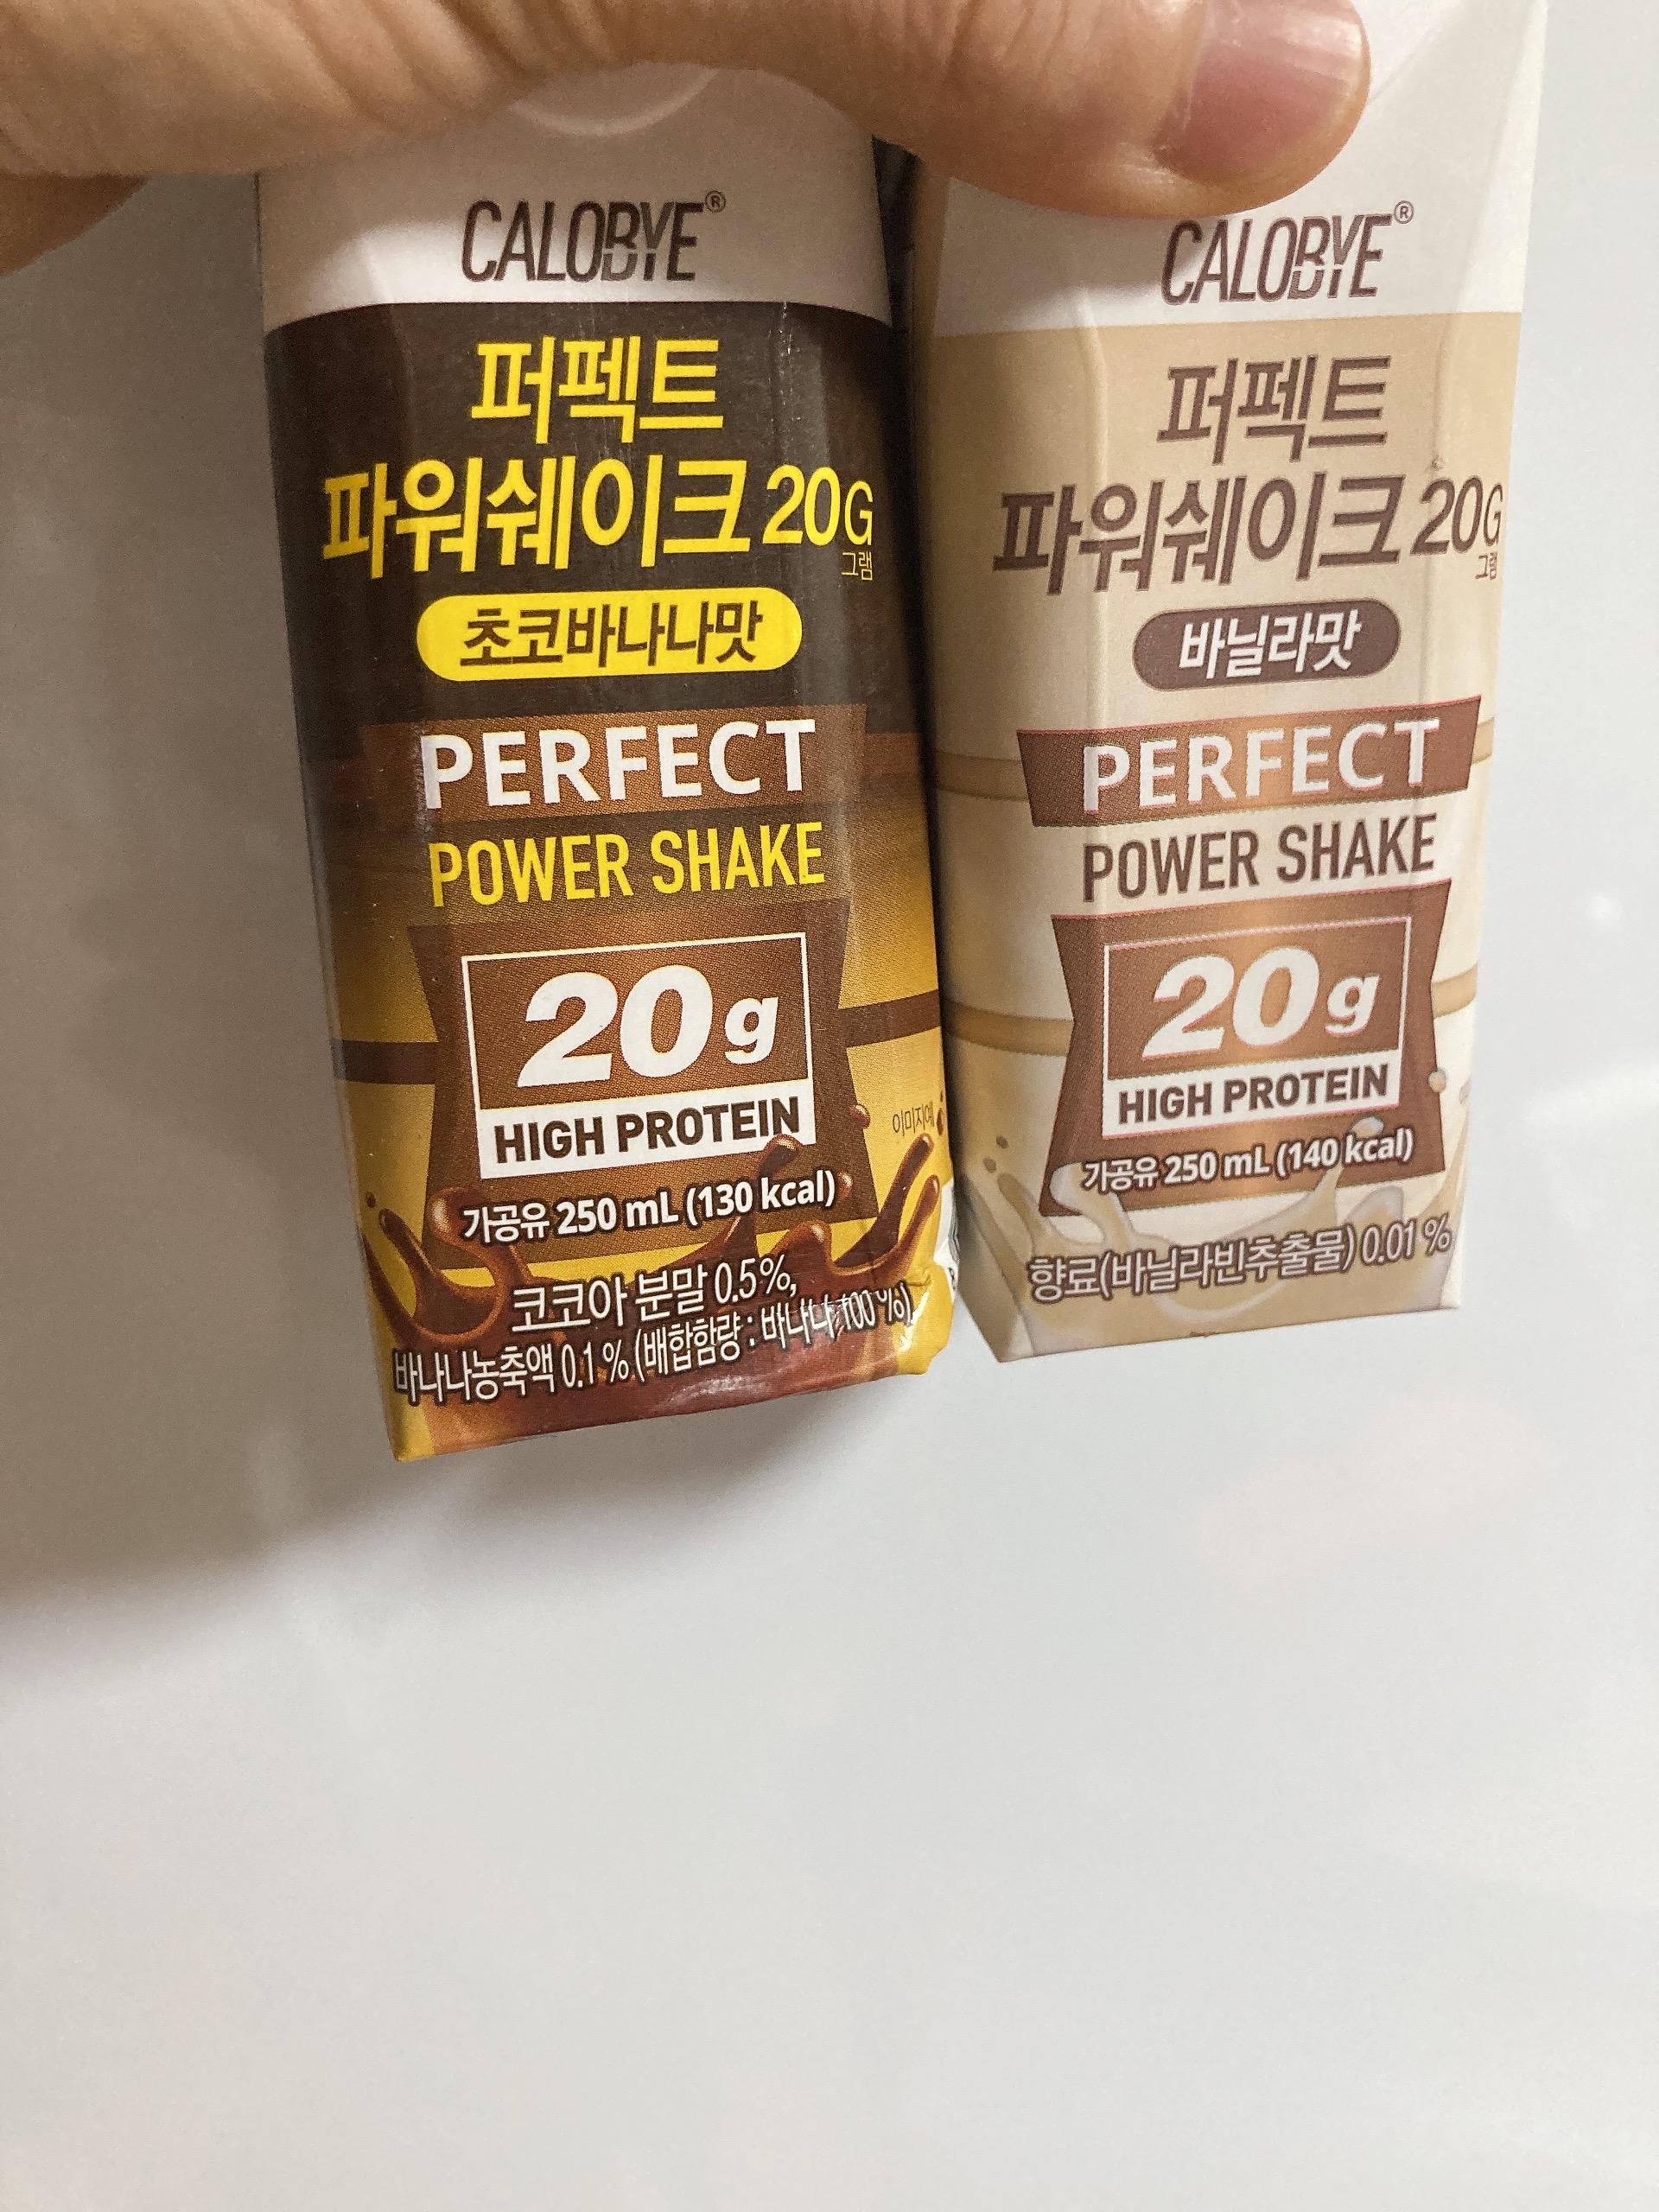 CALOBYE®
퍼펙트
파워쉐이크 20G
그램
초코바나나맛
PERFECT
POWER SHAKE
20g
HIGH PROTEIN
이미지예
가공유 250 mL (130 kcal)
코코아 분말 0.5%,
바나나농축액 0.1 % (배합함량 : 바나나 100 %)
CALOBYE®
퍼펙트
파워쉐이크 20G
그램
바닐라맛
PERFECT
POWER SHAKE
20g
HIGH PROTEIN
가공유 250 mL (140 kcal)
향료(바닐라빈추출물) 0.01 %